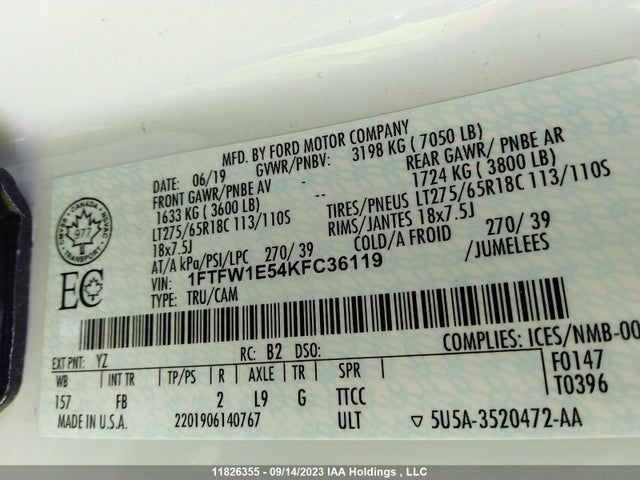 MFD. BY FORD MOTOR COMPANY
DATE: 06/19 GVWR/PNBV: 3198 KG ( 7050 LB)
FRONT GAWR/PNBE AV - REAR GAWR/ PNBE AR
1633 KG ( 3600 LB) -- 1724 KG ( 3800 LB)
LT275/65R18C 113/110S TIRES/PNEUS LT275/65R18C 113/110S
18x7.5J RIMS/JANTES 18x7.5J
AT/A kPa/PSI/LPC 270/ 39 COLD/A FROID 270/ 39
VIN: 1FTFW1E54KFC36119 /JUMELEES
TYPE: TRU/CAM
CANADA
977
EC
COMPLIES: ICES/NMB-00
EXT PNT: YZ RC: B2 DSO:
F0147
T0396
WB INT TR TP/PS R AXLE TR SPR
157 FB 2 L9 G TTCC
MADE IN U.S.A. 2201906140767 ULT ▽ 5U5A-3520472-AA
11826355 - 09/14/2023 IAA Holdings , LLC US